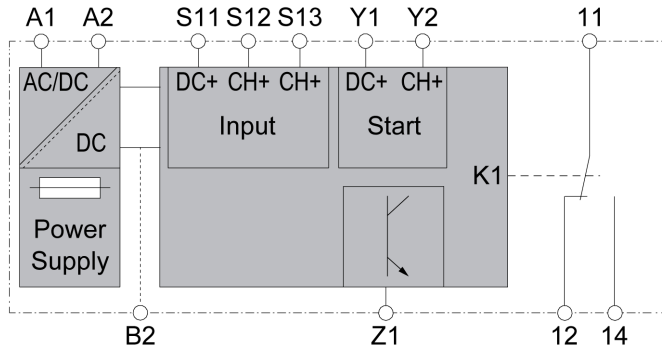 A1 A2 S11 S12 S13 Y1 Y2 11
AC/DC DC+ CH+ CH+ DC+ CH+
Input Start
DC
K1
Power
Supply
B2 Z1 12 14